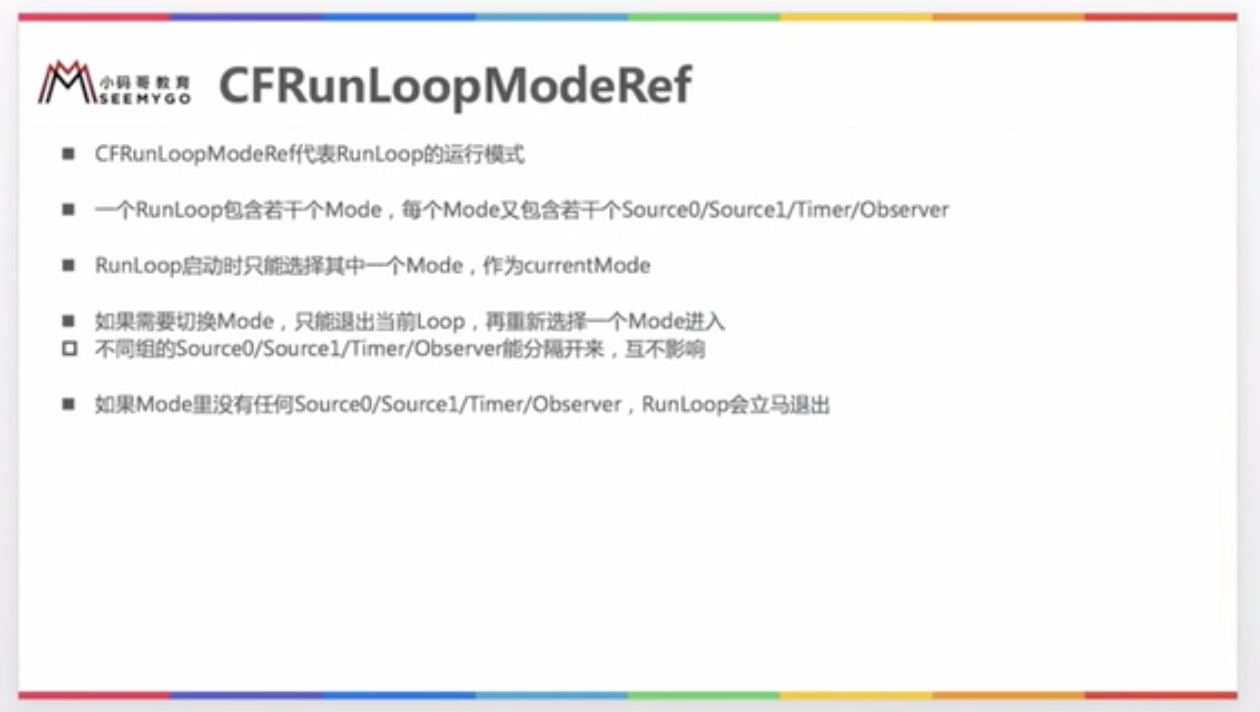 小码哥教育
SEEMYGO
CFRunLoopModeRef
CFRunLoopModeRef代表RunLoop的运行模式
一个RunLoop包含若干个Mode，每个Mode又包含若干个Source0/Source1/Timer/Observer
RunLoop启动时只能选择其中一个Mode，作为currentMode
如果需要切换Mode，只能退出当前Loop，再重新选择一个Mode进入
不同组的Source0/Source1/Timer/Observer能分隔开来，互不影响
如果Mode里没有任何Source0/Source1/Timer/Observer，RunLoop会立马退出